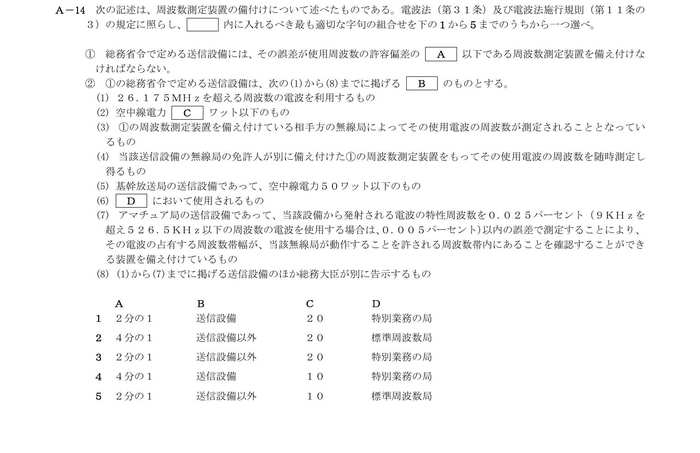 A－14 次の記述は、周波数測定装置の備付けについて述べたものである。電波法（第３１条）及び電波法施行規則（第１１条の
３）の規定に照らし、 内に入れるべき最も適切な字句の組合せを下の１から５までのうちから一つ選べ。
① 総務省令で定める送信設備には、その誤差が使用周波数の許容偏差の A 以下である周波数測定装置を備え付けな
ければならない。
② ①の総務省令で定める送信設備は、次の(1)から(8)までに掲げる B のものとする。
(1) ２６.１７５ＭＨｚを超える周波数の電波を利用するもの
(2) 空中線電力 C ワット以下のもの
(3) ①の周波数測定装置を備え付けている相手方の無線局によってその使用電波の周波数が測定されることとなってい
るもの
(4) 当該送信設備の無線局の免許人が別に備え付けた①の周波数測定装置をもってその使用電波の周波数を随時測定し
得るもの
(5) 基幹放送局の送信設備であって、空中線電力５０ワット以下のもの
(6) D において使用されるもの
(7) アマチュア局の送信設備であって、当該設備から発射される電波の特性周波数を０.０２５パーセント（９ＫＨｚを
超え５２６.５ＫＨｚ以下の周波数の電波を使用する場合は、０.００５パーセント）以内の誤差で測定することにより、
その電波の占有する周波数帯幅が、当該無線局が動作することを許される周波数帯内にあることを確認することができ
る装置を備え付けているもの
(8) (1)から(7)までに掲げる送信設備のほか総務大臣が別に告示するもの
A B C D
1 ２分の１ 送信設備 ２０ 特別業務の局
2 ４分の１ 送信設備以外 ２０ 標準周波数局
3 ２分の１ 送信設備以外 ２０ 特別業務の局
4 ４分の１ 送信設備 １０ 特別業務の局
5 ２分の１ 送信設備以外 １０ 標準周波数局